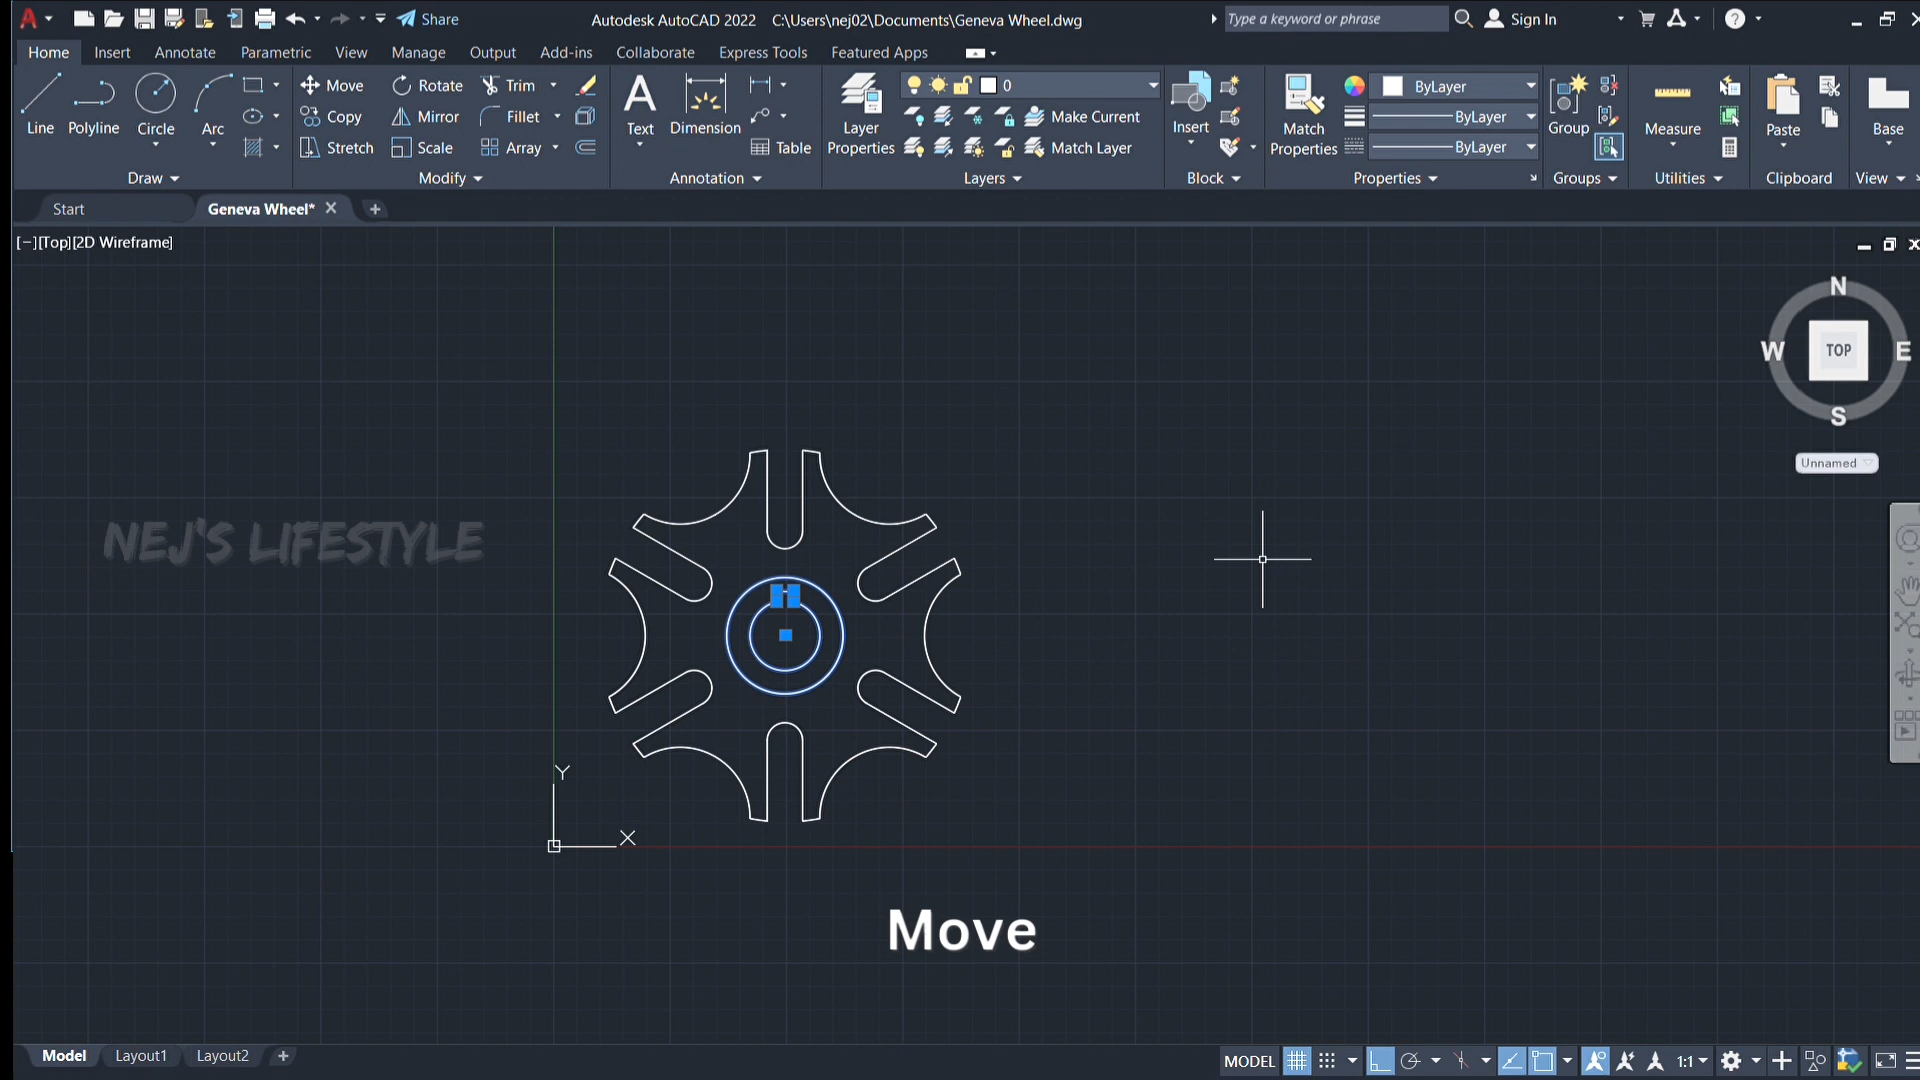 Share
Autodesk AutoCAD 2022 C:\Users\nej02\Documents\Geneva Wheel.dwg
Type a keyword or phrase
Sign In
Home Insert Annotate Parametric View Manage Output Add-ins Collaborate Express Tools Featured Apps
Line Polyline Circle Arc
Move Rotate Trim
Copy Mirror Fillet
Stretch Scale Array
Text Dimension Table
Layer Properties
0
Make Current
Match Layer
Insert
Match Properties
ByLayer
ByLayer
ByLayer
Group
Measure
Paste
Base
Draw Modify Annotation Layers Block Properties Groups Utilities Clipboard View
Start Geneva Wheel*
[−][Top][2D Wireframe]
N
W TOP E
S
Unnamed
NEJ'S LIFESTYLE
Y
X
Move
Model Layout1 Layout2
MODEL 1:1